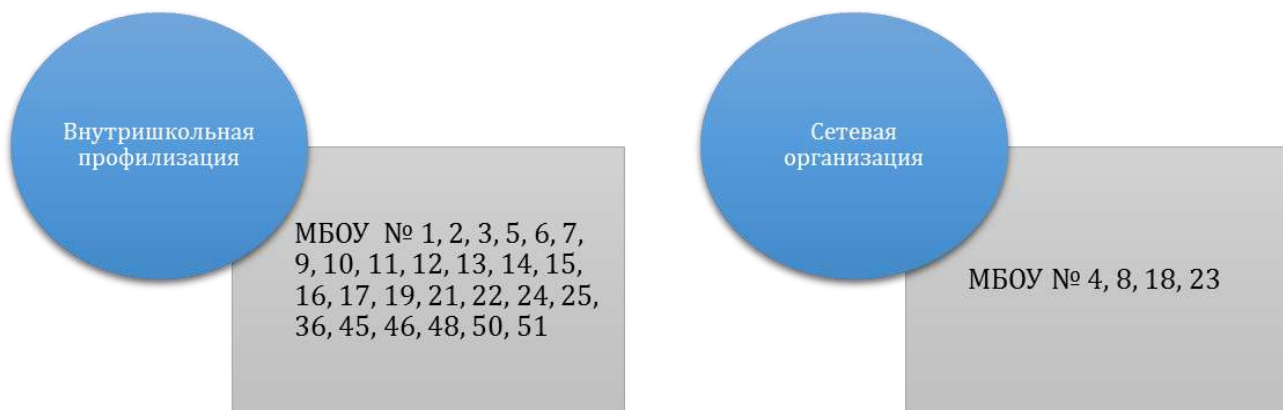 Внутришкольная
профилизация
МБОУ № 1, 2, 3, 5, 6, 7,
9, 10, 11, 12, 13, 14, 15,
16, 17, 19, 21, 22, 24, 25,
36, 45, 46, 48, 50, 51
Сетевая
организация
МБОУ № 4, 8, 18, 23